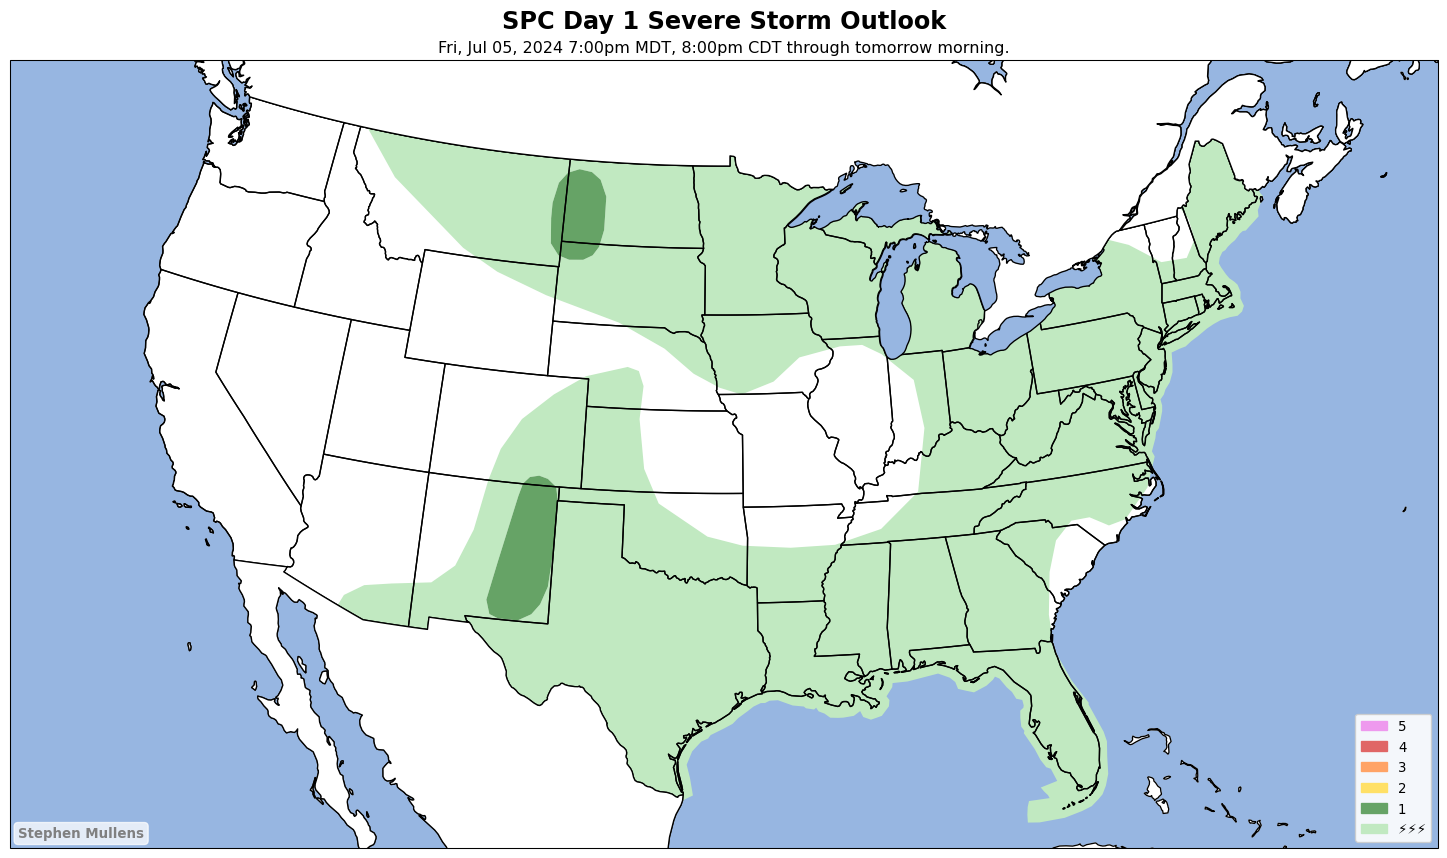 SPC Day 1 Severe Storm Outlook
Fri, Jul 05, 2024 7:00pm MDT, 8:00pm CDT through tomorrow morning.
5
4
3
2
1
⚡⚡⚡
Stephen Mullens